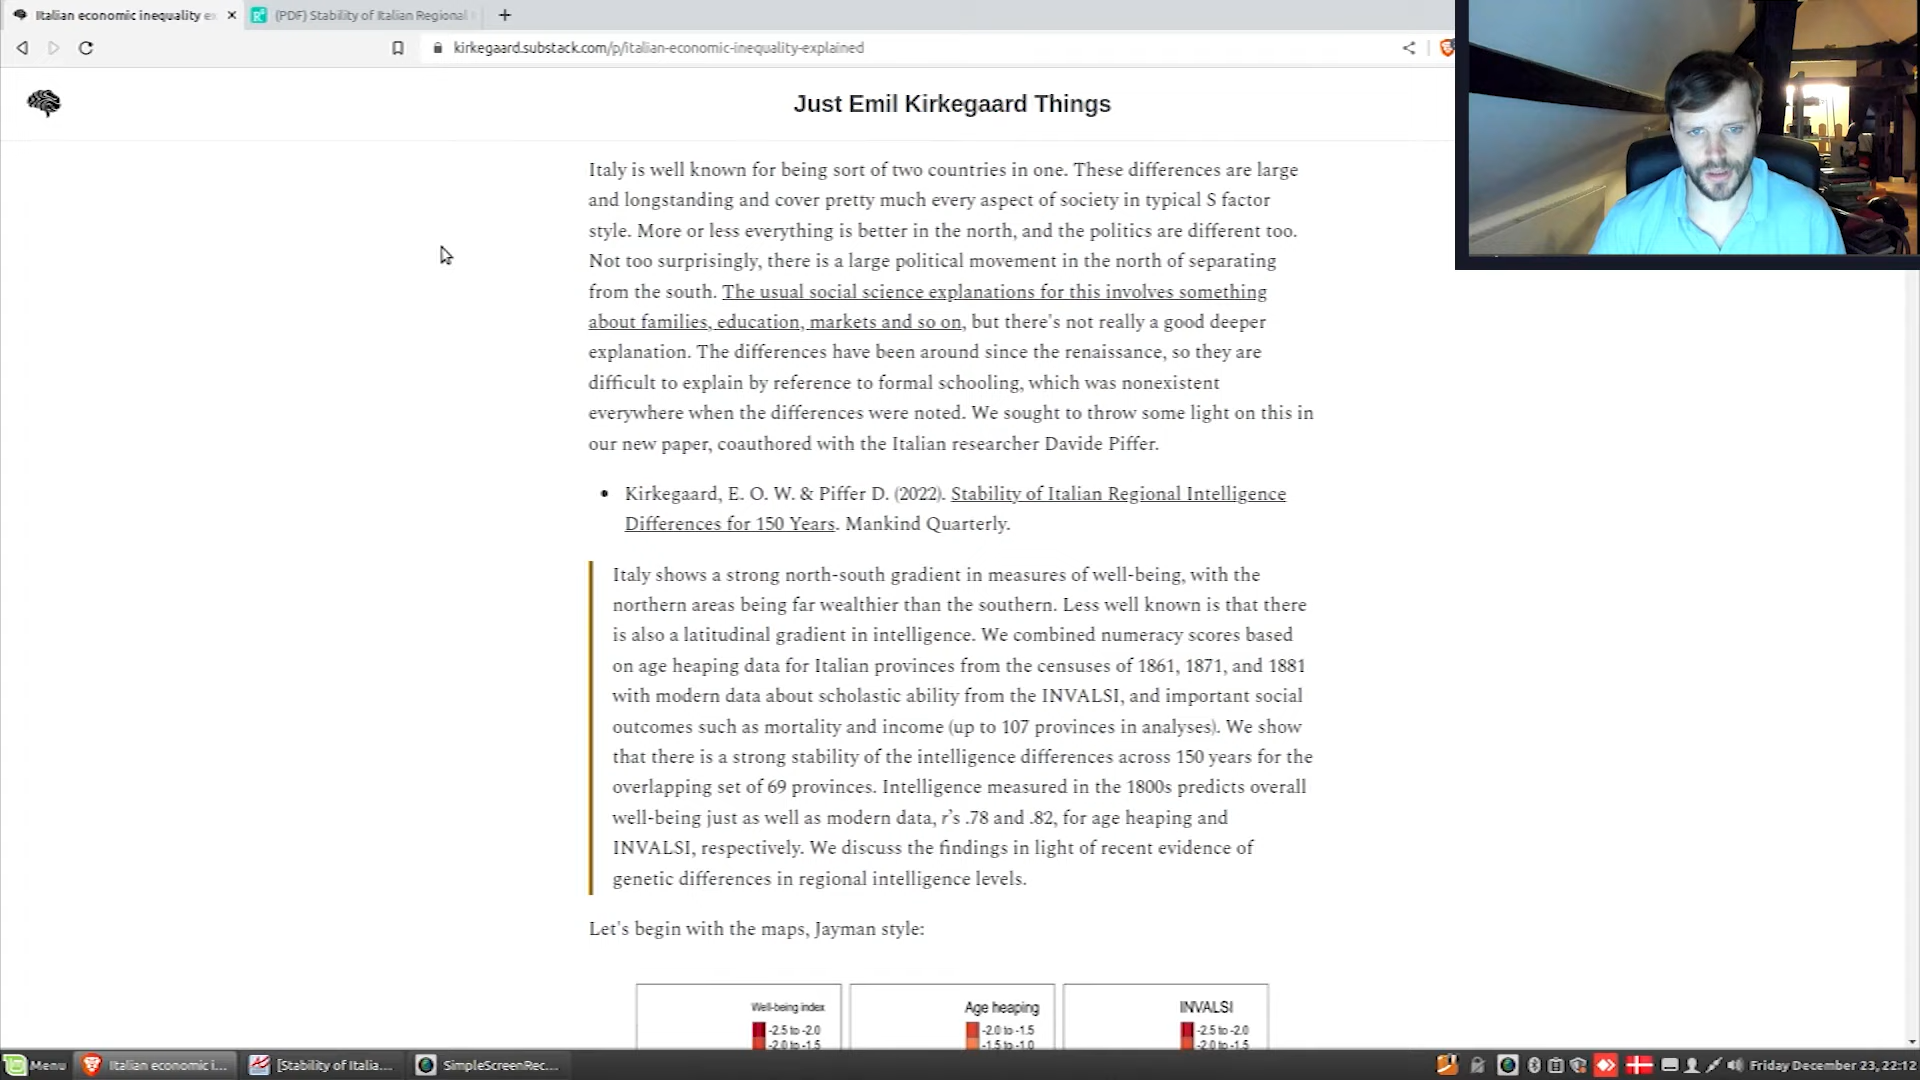 Italian economic inequality ex
(PDF) Stability of Italian Regional
kirkegaard.substack.com/p/italian-economic-inequality-explained
Just Emil Kirkegaard Things
Italy is well known for being sort of two countries in one. These differences are large
and longstanding and cover pretty much every aspect of society in typical S factor
style. More or less everything is better in the north, and the politics are different too.
Not too surprisingly, there is a large political movement in the north of separating
from the south. The usual social science explanations for this involves something
about families, education, markets and so on, but there's not really a good deeper
explanation. The differences have been around since the renaissance, so they are
difficult to explain by reference to formal schooling, which was nonexistent
everywhere when the differences were noted. We sought to throw some light on this in
our new paper, coauthored with the Italian researcher Davide Piffer.
• Kirkegaard, E. O. W. & Piffer D. (2022). Stability of Italian Regional Intelligence
Differences for 150 Years. Mankind Quarterly.
Italy shows a strong north-south gradient in measures of well-being, with the
northern areas being far wealthier than the southern. Less well known is that there
is also a latitudinal gradient in intelligence. We combined numeracy scores based
on age heaping data for Italian provinces from the censuses of 1861, 1871, and 1881
with modern data about scholastic ability from the INVALSI, and important social
outcomes such as mortality and income (up to 107 provinces in analyses). We show
that there is a strong stability of the intelligence differences across 150 years for the
overlapping set of 69 provinces. Intelligence measured in the 1800s predicts overall
well-being just as well as modern data, r's .78 and .82, for age heaping and
INVALSI, respectively. We discuss the findings in light of recent evidence of
genetic differences in regional intelligence levels.
Let's begin with the maps, Jayman style:
Well-being index Age heaping INVALSI
-2.5 to -2.0 -2.0 to -1.5 -2.5 to -2.0
-2.0 to -1.5 -1.5 to -1.0 -2.0 to -1.5
Menu Italian economic i... [Stability of Italia... SimpleScreenRec... Friday December 23, 22:12